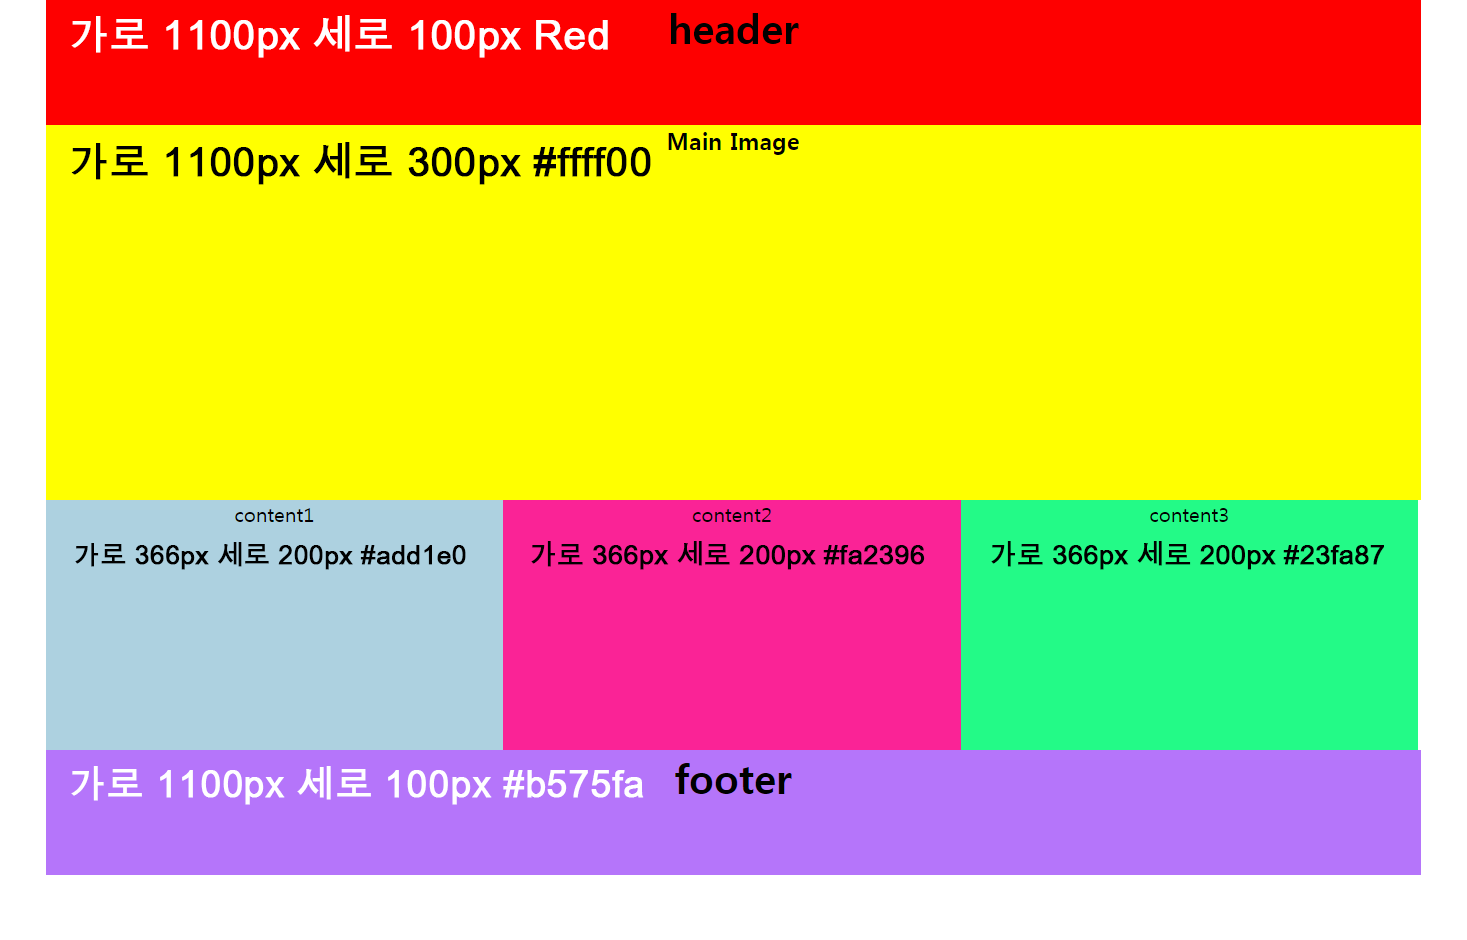 가로 1100px 세로 100px Red header
가로 1100px 세로 300px #ffff00 Main Image
content1
가로 366px 세로 200px #add1e0
content2
가로 366px 세로 200px #fa2396
content3
가로 366px 세로 200px #23fa87
가로 1100px 세로 100px #b575fa footer